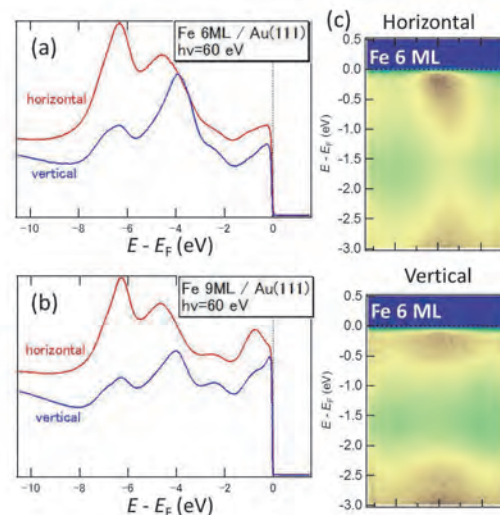 (a)
Fe 6ML / Au(111)
hν=60 eV
horizontal
vertical
−10 −8 −6 −4 −2 0
E - EF (eV)
(b)
Fe 9ML / Au(111)
hν=60 eV
horizontal
vertical
−10 −8 −6 −4 −2 0
E - EF (eV)
(c)
Horizontal
Fe 6 ML
E - EF (eV)
0.5
0.0
-0.5
-1.0
-1.5
-2.0
-2.5
-3.0
Vertical
Fe 6 ML
E - EF (eV)
0.5
0.0
-0.5
-1.0
-1.5
-2.0
-2.5
-3.0